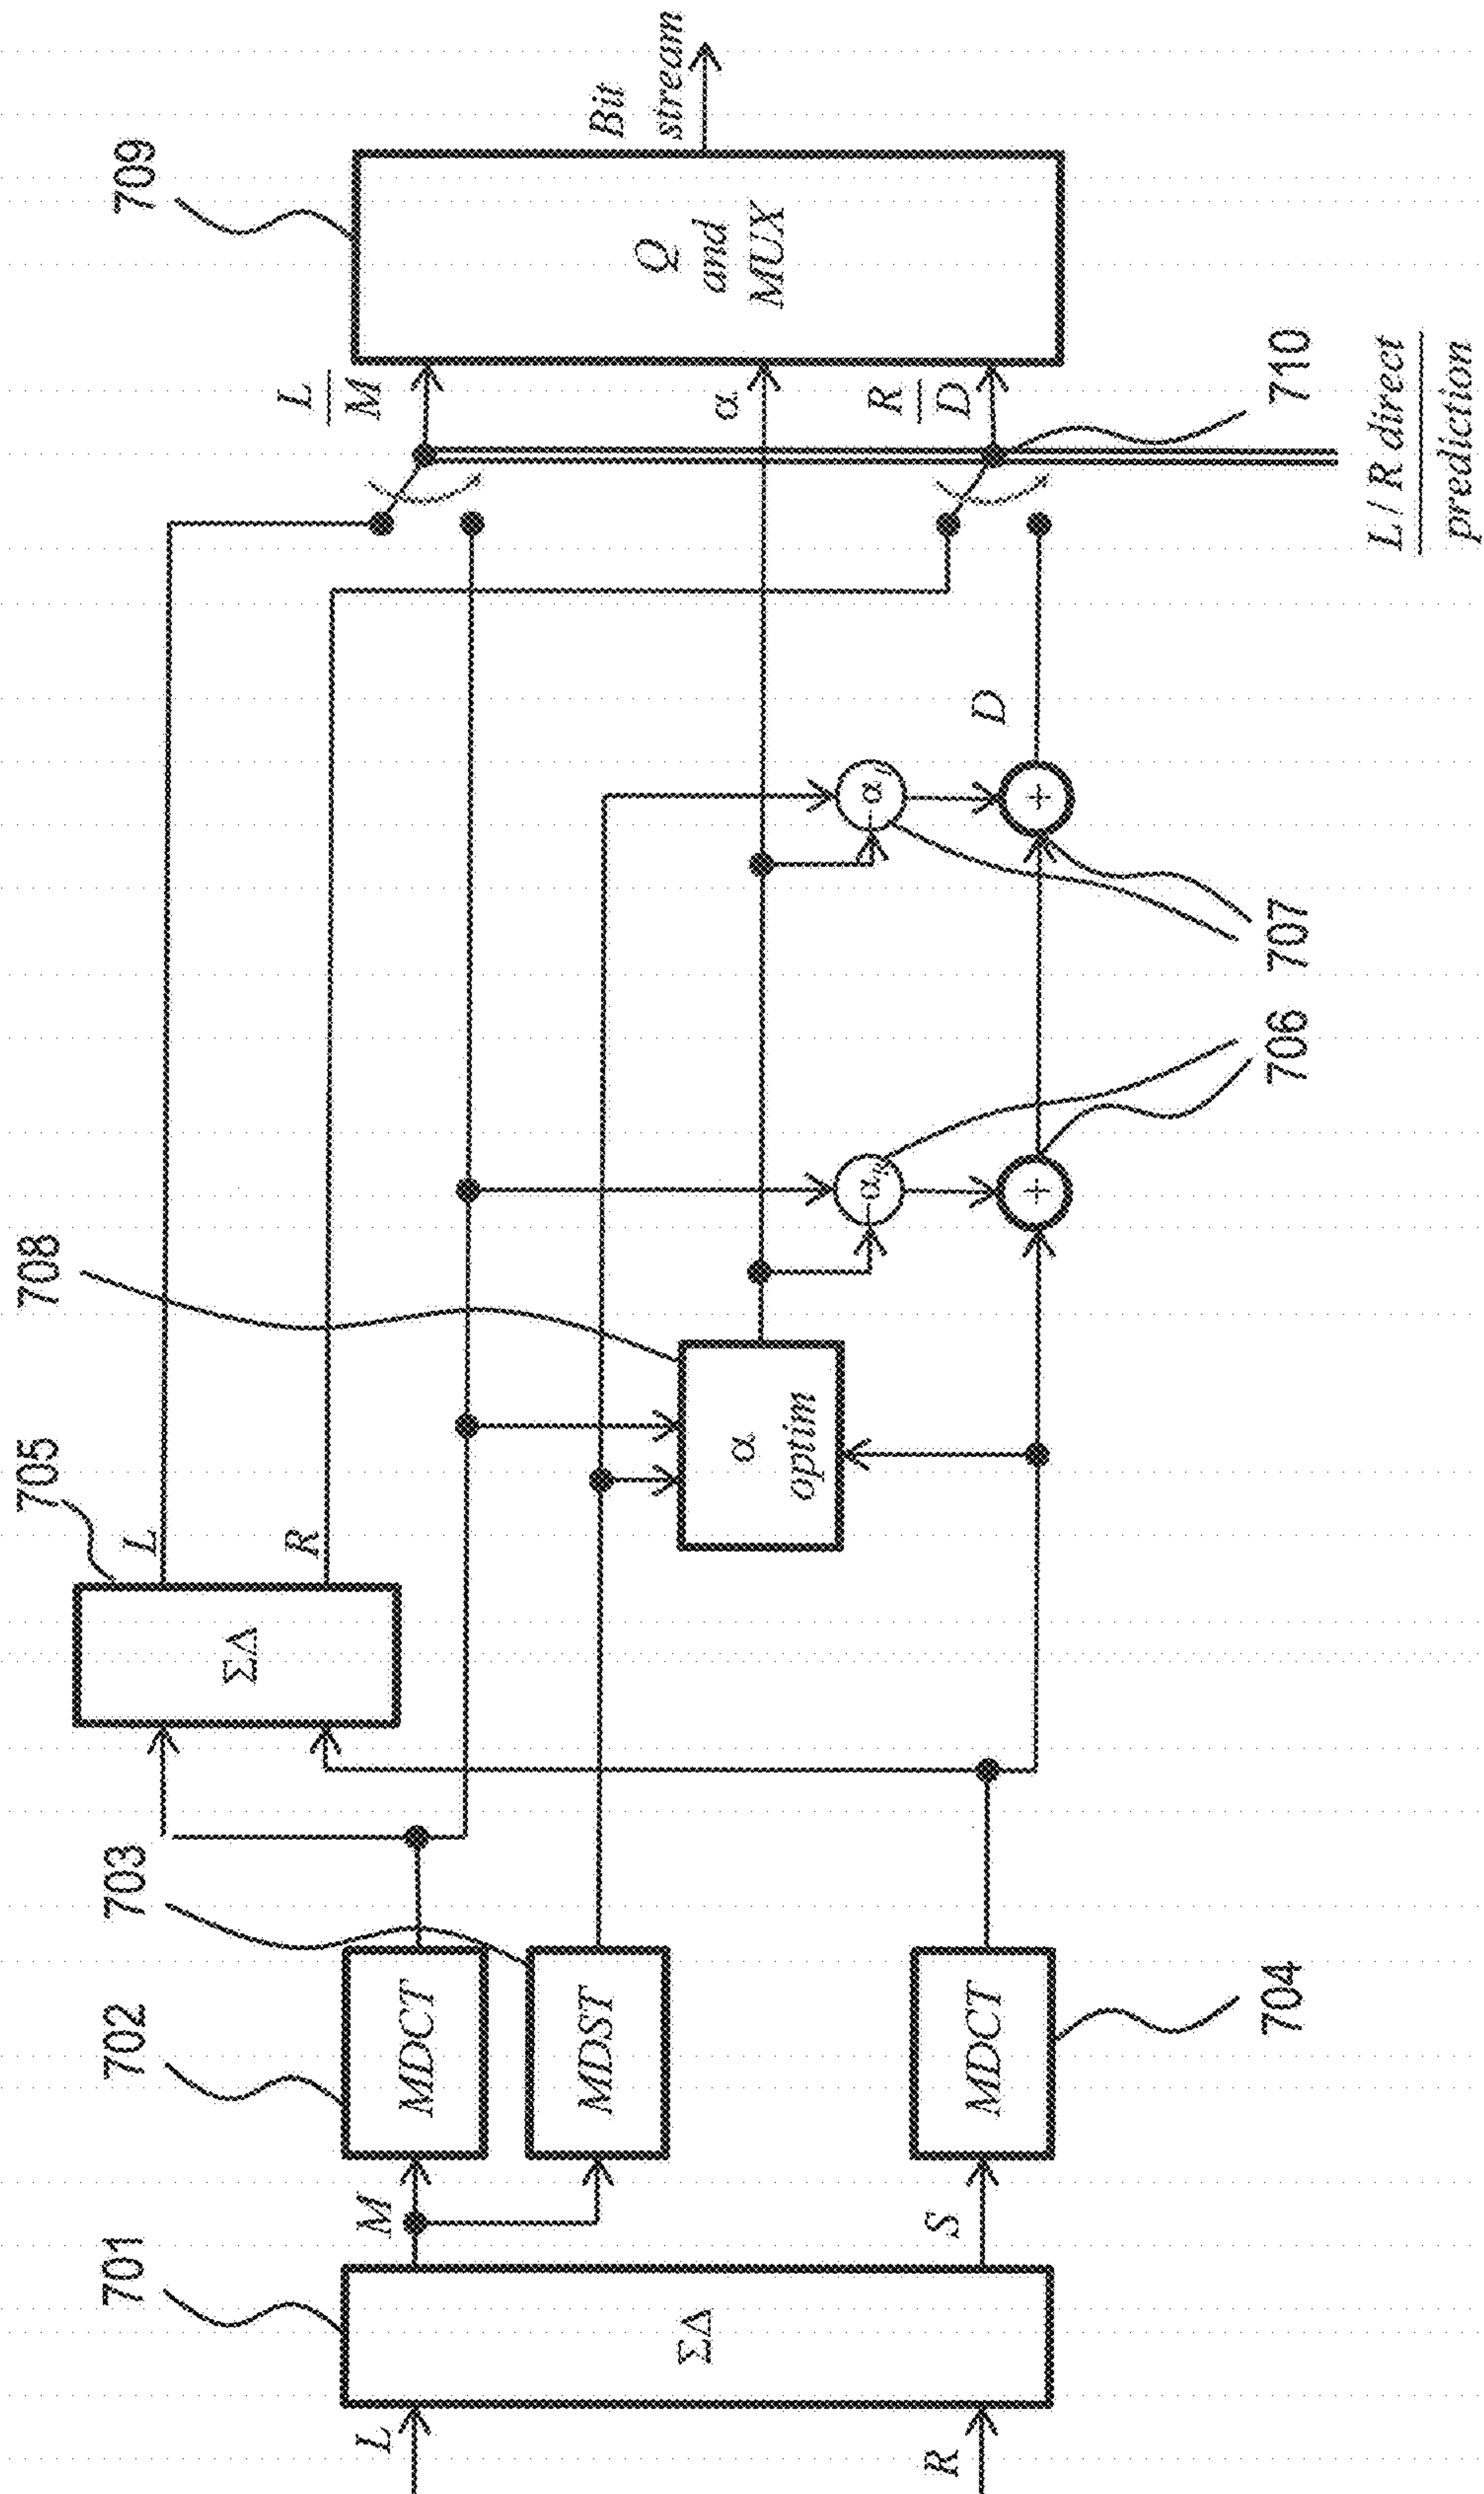 L
R
701
ΣΔ
M
S
702
MDCT
703
MDST
MDCT
704
705
ΣΔ
L
R
708
α
optim
+
706
+
707
D
L
M
α
R
D
709
Q
and
MUX
Bit
stream
710
L / R direct
prediction